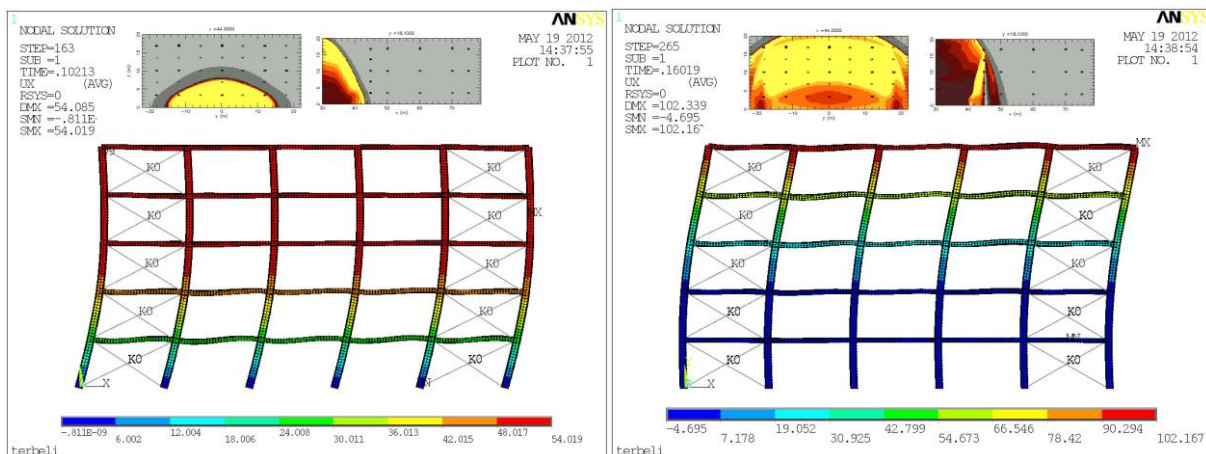 1
ANSYS
NODAL SOLUTION
MAY 19 2012
14:37:55
PLOT NO. 1
STEP=163
SUB =1
TIME=.10213
UX (AVG)
RSYS=0
DMX =54.085
SMN =-.811E-
SMX =54.019
K0 K0
K0 K0
MX
K0 K0
K0 K0
K0 K0
X
N
-.811E-09 12.004 24.008 36.013 48.017
6.002 18.006 30.011 42.015 54.019
terbeli
1
ANSYS
NODAL SOLUTION
MAY 19 2012
14:38:54
PLOT NO. 1
STEP=265
SUB =1
TIME=.16019
UX (AVG)
RSYS=0
DMX =102.339
SMN =-4.695
SMX =102.16
MX
K0 K0
K0 K0
K0 K0
K0 K0
MN
K0 K0
X
-4.695 19.052 42.799 66.546 90.294
7.178 30.925 54.673 78.42 102.167
terbeli